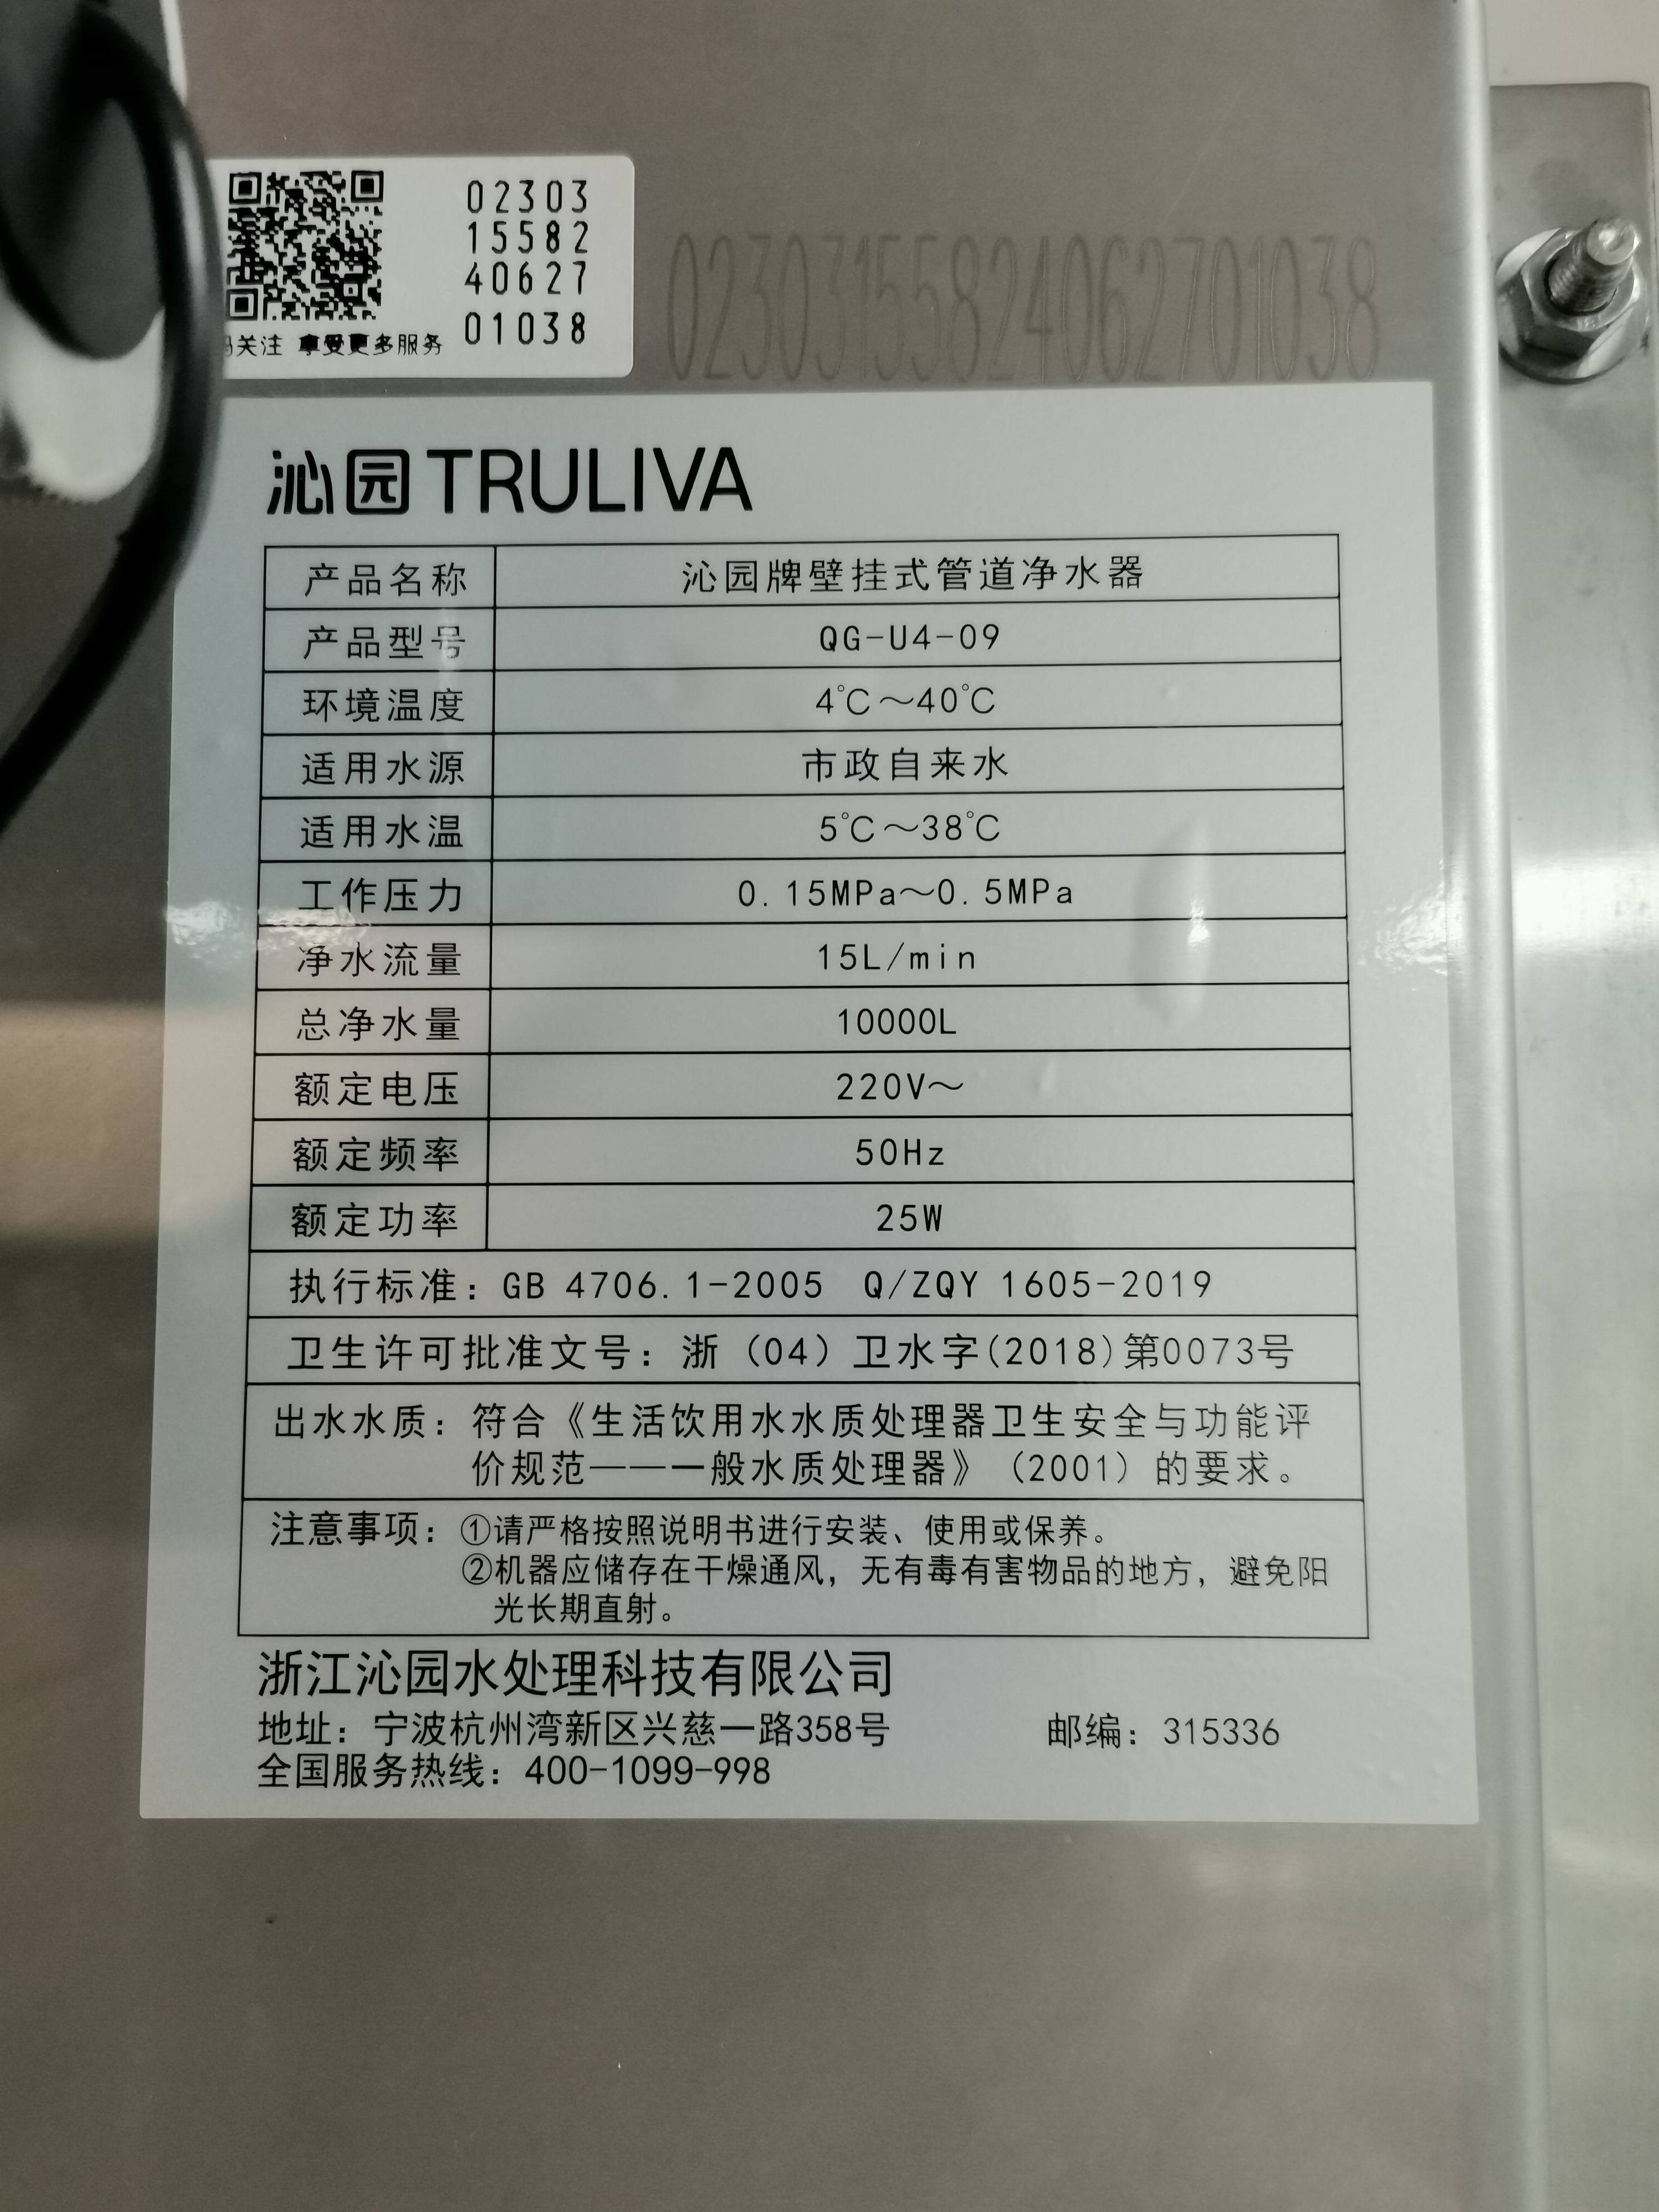 02303
15582
40627
01038
关注 享受更多服务
02303155824062701038
沁园 TRULIVA
产品名称 沁园牌壁挂式管道净水器
产品型号 QG-U4-09
环境温度 4℃～40℃
适用水源 市政自来水
适用水温 5℃～38℃
工作压力 0.15MPa～0.5MPa
净水流量 15L/min
总净水量 10000L
额定电压 220V～
额定频率 50Hz
额定功率 25W
执行标准：GB 4706.1-2005 Q/ZQY 1605-2019
卫生许可批准文号：浙（04）卫水字(2018)第0073号
出水水质：符合《生活饮用水水质处理器卫生安全与功能评
价规范——一般水质处理器》（2001）的要求。
注意事项：①请严格按照说明书进行安装、使用或保养。
②机器应储存在干燥通风，无有毒有害物品的地方，避免阳
光长期直射。
浙江沁园水处理科技有限公司
地址：宁波杭州湾新区兴慈一路358号 邮编：315336
全国服务热线：400-1099-998